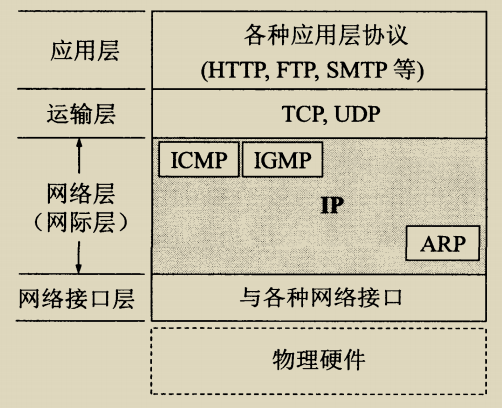 应用层
各种应用层协议
(HTTP, FTP, SMTP 等)
运输层
TCP, UDP
网络层
(网际层)
ICMP
IGMP
IP
ARP
网络接口层
与各种网络接口
物理硬件